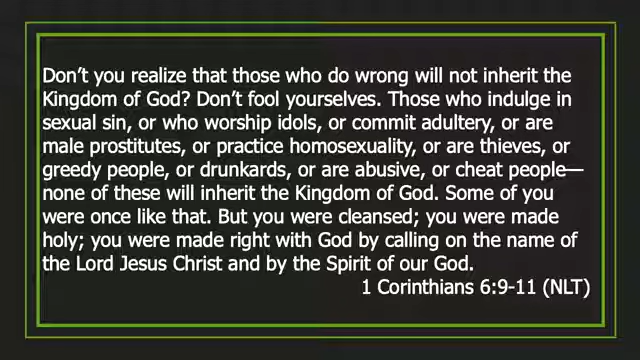 Don’t you realize that those who do wrong will not inherit the
Kingdom of God? Don’t fool yourselves. Those who indulge in
sexual sin, or who worship idols, or commit adultery, or are
male prostitutes, or practice homosexuality, or are thieves, or
greedy people, or drunkards, or are abusive, or cheat people—
none of these will inherit the Kingdom of God. Some of you
were once like that. But you were cleansed; you were made
holy; you were made right with God by calling on the name of
the Lord Jesus Christ and by the Spirit of our God.
1 Corinthians 6:9-11 (NLT)